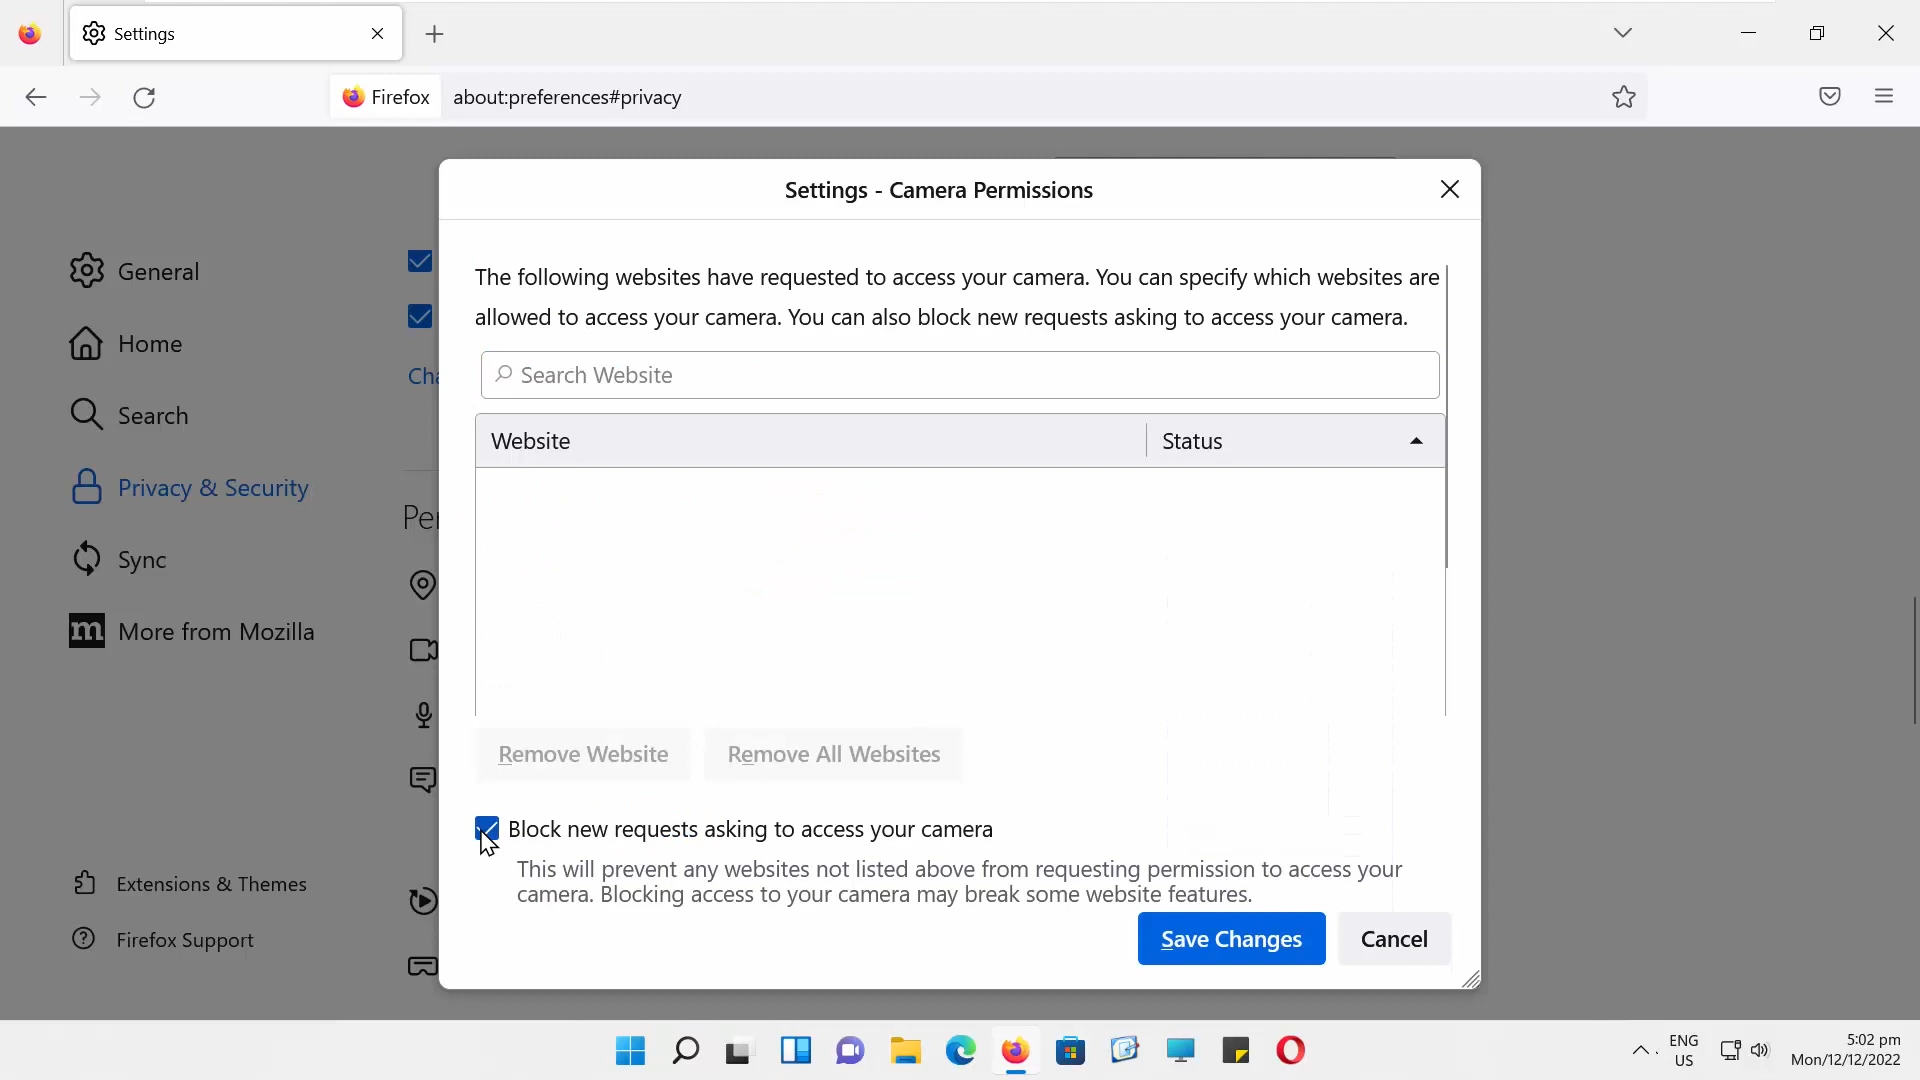 Settings
Firefox
about:preferences#privacy
Settings - Camera Permissions
The following websites have requested to access your camera. You can specify which websites are
allowed to access your camera. You can also block new requests asking to access your camera.
Search Website
Website
Status
Remove Website
Remove All Websites
Block new requests asking to access your camera
This will prevent any websites not listed above from requesting permission to access your
camera. Blocking access to your camera may break some website features.
Save Changes
Cancel
General
Home
Search
Privacy & Security
Sync
m More from Mozilla
Extensions & Themes
Firefox Support
Cha
Per
ENG
US
5:02 pm
Mon/12/12/2022